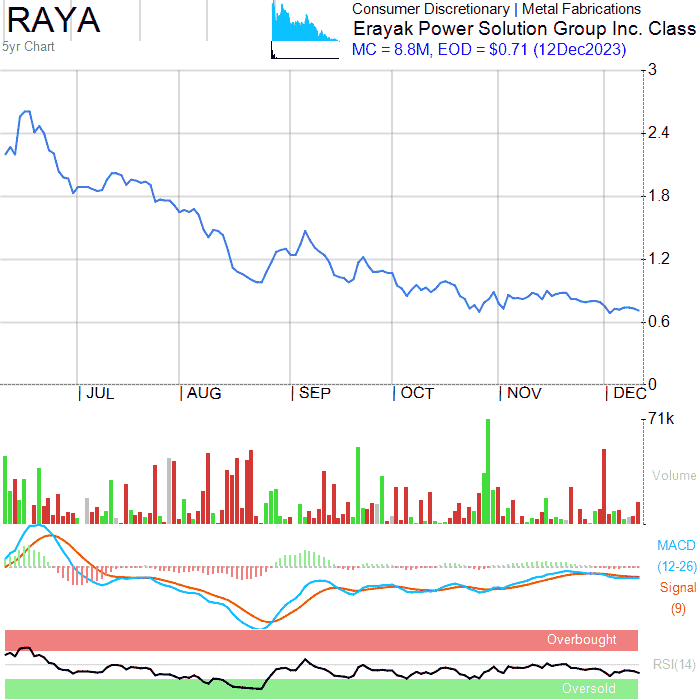 RAYA
5yr Chart
Consumer Discretionary | Metal Fabrications
Erayak Power Solution Group Inc. Class
MC = 8.8M, EOD = $0.71 (12Dec2023)
3
2.4
1.8
1.2
0.6
0
| JUL | AUG | SEP | OCT | NOV | DEC
71k
Volume
MACD
(12-26)
Signal
(9)
Overbought
RSI(14)
Oversold